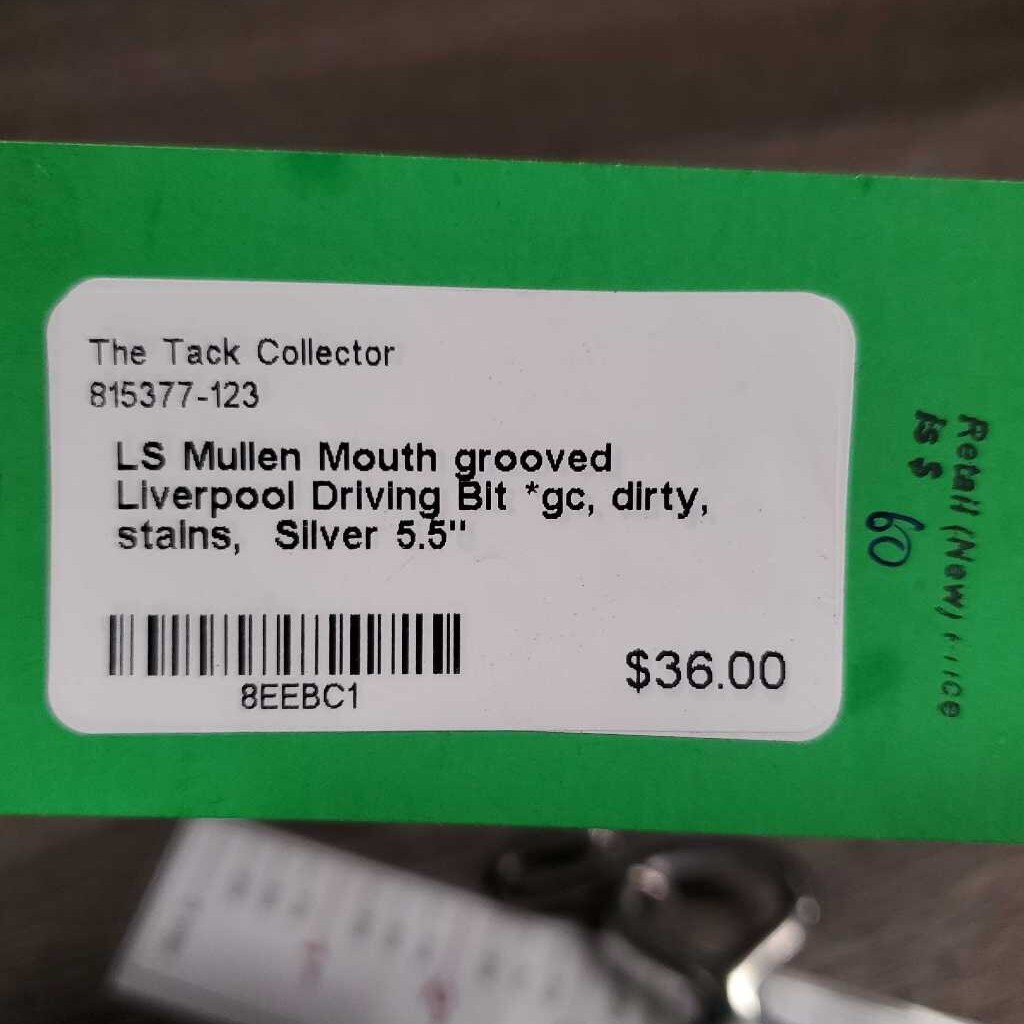 The Tack Collector
815377-123
LS Mullen Mouth grooved
Liverpool Driving Bit *gc, dirty,
stains, Silver 5.5"
8EEBC1
$36.00
Retail (New) Price
is $
60